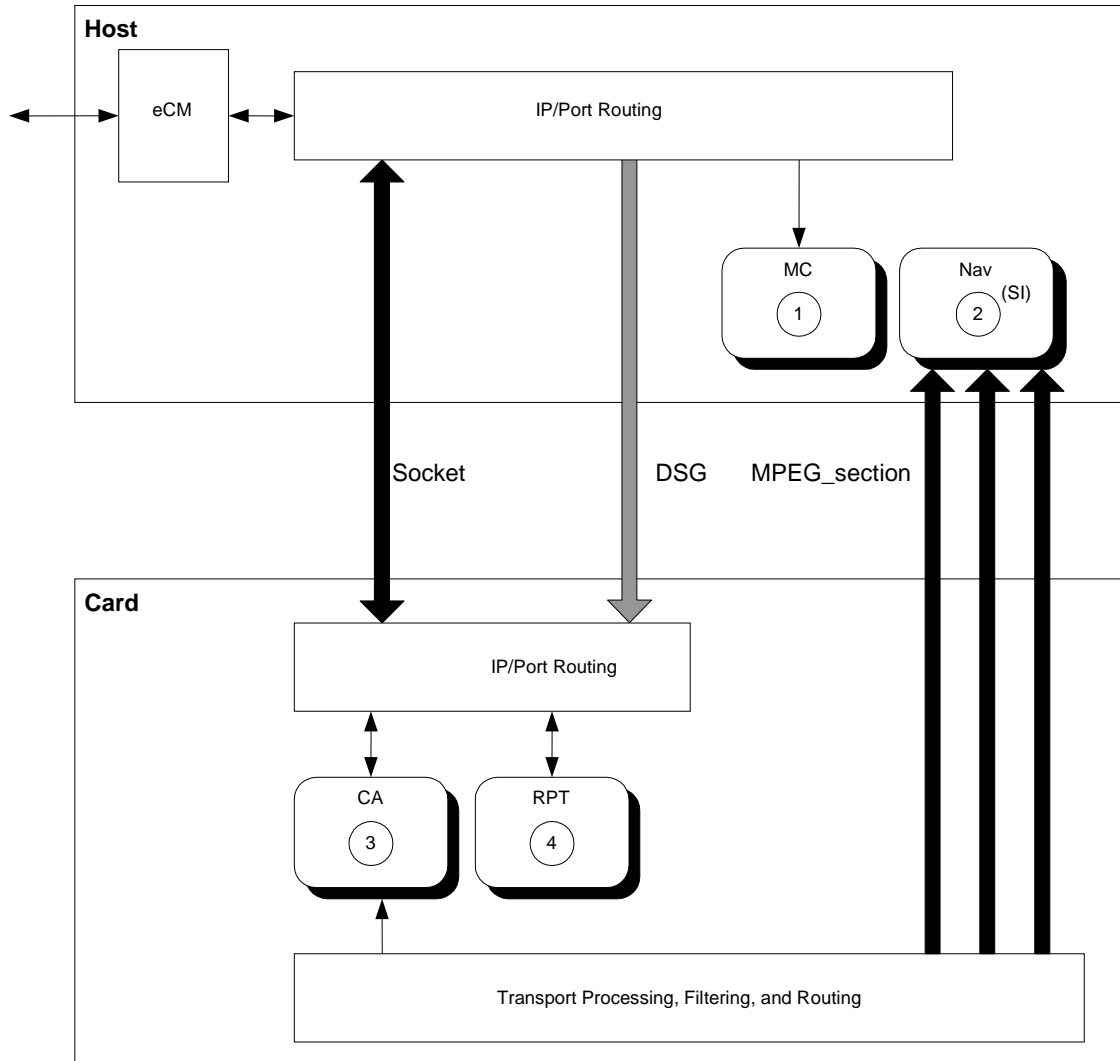 Host
eCM
IP/Port Routing
MC
1
Nav
(SI)
2
Socket
DSG
MPEG_section
Card
IP/Port Routing
CA
3
RPT
4
Transport Processing, Filtering, and Routing